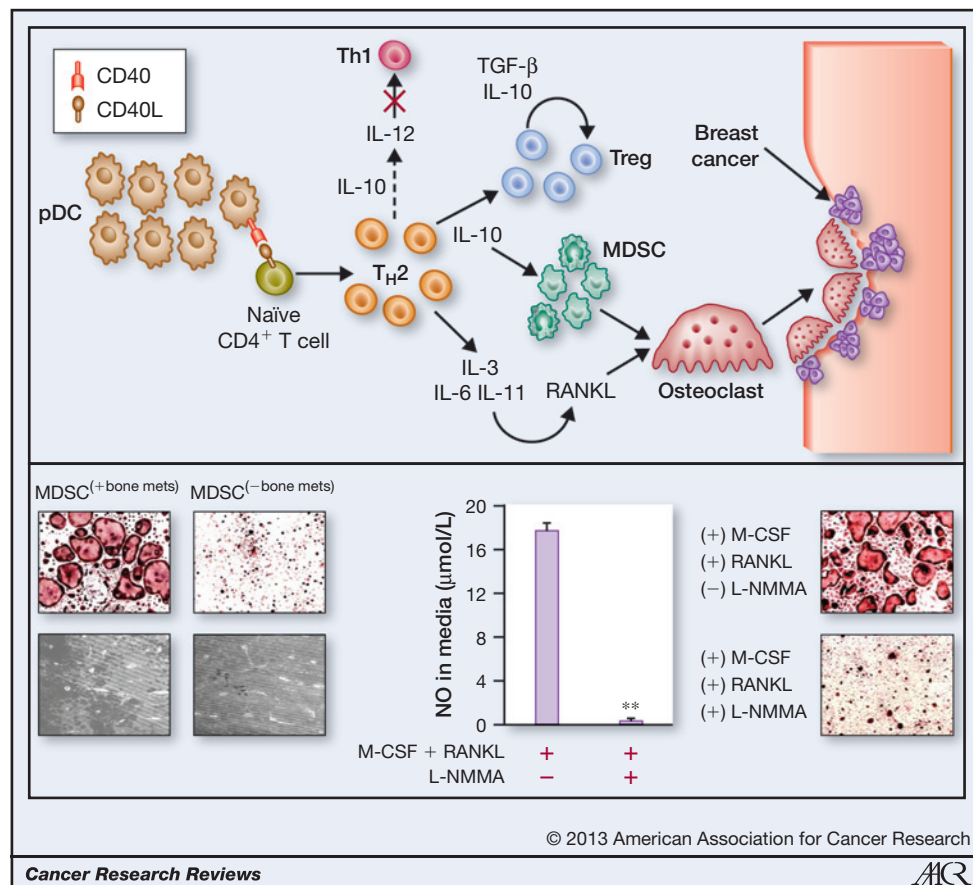 CD40
CD40L
pDC
Naïve
CD4⁺ T cell
Th1
IL-12
IL-10
T_H2
TGF-β
IL-10
Treg
IL-10
MDSC
IL-3
IL-6 IL-11
RANKL
Osteoclast
Breast
cancer
MDSC(+bone mets)
MDSC(−bone mets)
NO in media (μmol/L)
20
16
12
8
4
0
**
M-CSF + RANKL + +
L-NMMA − +
(+) M-CSF
(+) RANKL
(−) L-NMMA
(+) M-CSF
(+) RANKL
(+) L-NMMA
© 2013 American Association for Cancer Research
Cancer Research Reviews
AACR